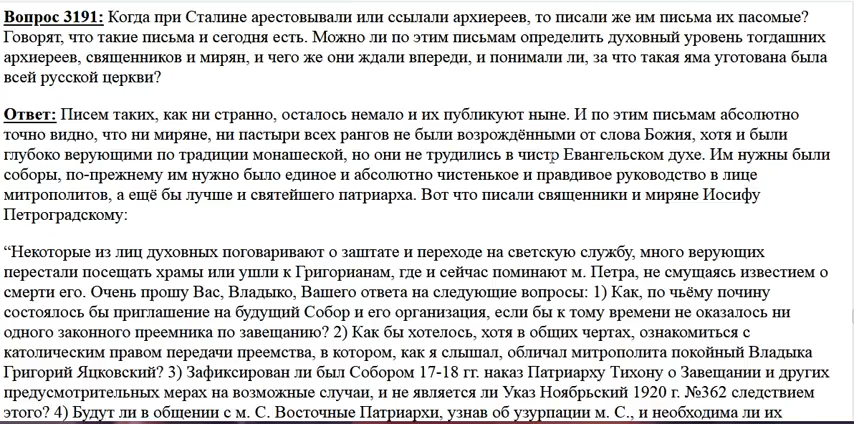 Вопрос 3191: Когда при Сталине арестовывали или ссылали архиереев, то писали же им письма их пасомые?
Говорят, что такие письма и сегодня есть. Можно ли по этим письмам определить духовный уровень тогдашних
архиереев, священников и мирян, и чего же они ждали впереди, и понимали ли, за что такая яма уготована была
всей русской церкви?
Ответ: Писем таких, как ни странно, осталось немало и их публикуют ныне. И по этим письмам абсолютно
точно видно, что ни миряне, ни пастыри всех рангов не были возрождёнными от слова Божия, хотя и были
глубоко верующими по традиции монашеской, но они не трудились в чистр Евангельском духе. Им нужны были
соборы, по-прежнему им нужно было единое и абсолютно чистенькое и правдивое руководство в лице
митрополитов, а ещё бы лучше и святейшего патриарха. Вот что писали священники и миряне Иосифу
Петроградскому:
“Некоторые из лиц духовных поговаривают о заштате и переходе на светскую службу, много верующих
перестали посещать храмы или ушли к Григорианам, где и сейчас поминают м. Петра, не смущаясь известием о
смерти его. Очень прошу Вас, Владыко, Вашего ответа на следующие вопросы: 1) Как, по чьёму почину
состоялось бы приглашение на будущий Собор и его организация, если бы к тому времени не оказалось ни
одного законного преемника по завещанию? 2) Как бы хотелось, хотя в общих чертах, ознакомиться с
католическим правом передачи преемства, в котором, как я слышал, обличал митрополита покойный Владыка
Григорий Яцковский? 3) Зафиксирован ли был Собором 17-18 гг. наказ Патриарху Тихону о Завещании и других
предусмотрительных мерах на возможные случаи, и не является ли Указ Ноябрьский 1920 г. №362 следствием
этого? 4) Будут ли в общении с м. С. Восточные Патриархи, узнав об узурпации м. С., и необходима ли их